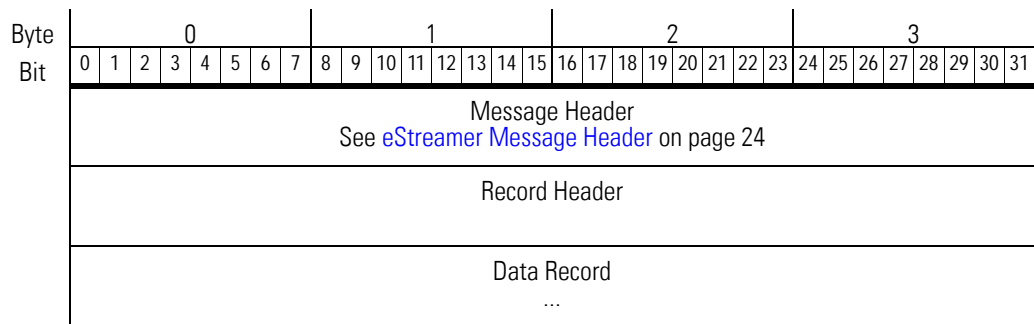 Byte 0 1 2 3
Bit 0 1 2 3 4 5 6 7 8 9 10 11 12 13 14 15 16 17 18 19 20 21 22 23 24 25 26 27 28 29 30 31
Message Header
See eStreamer Message Header on page 24
Record Header
Data Record
...